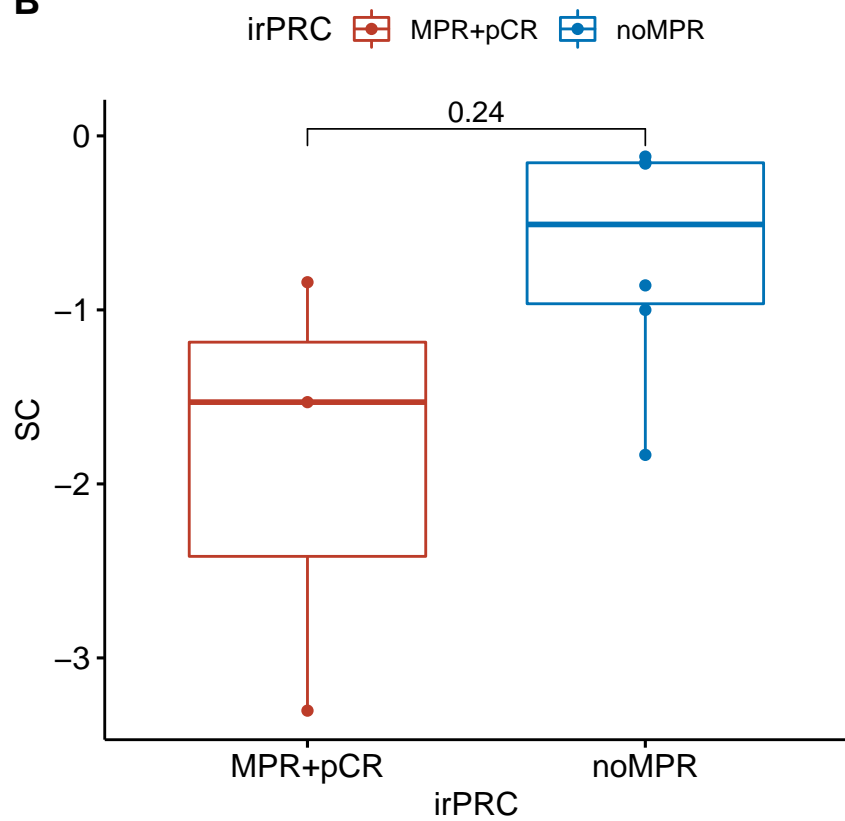 B
irPRC MPR+pCR noMPR
0.24
0
−1
−2
−3
SC
MPR+pCR noMPR
irPRC